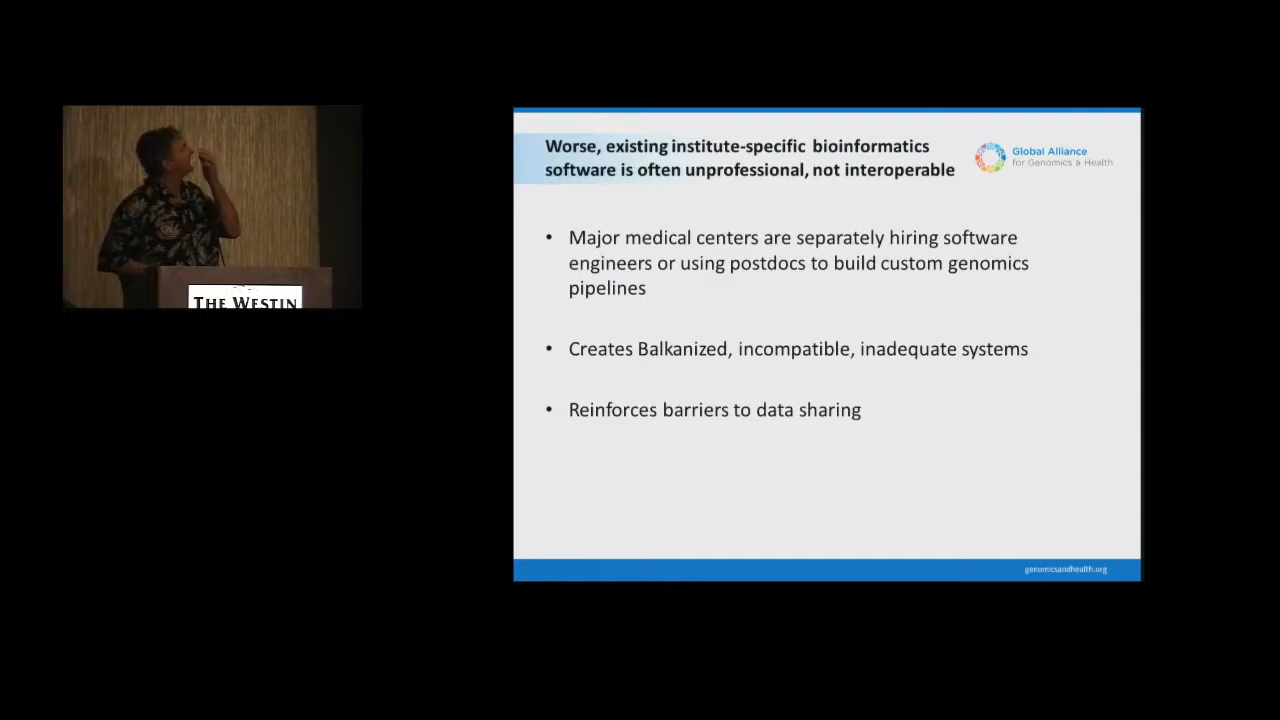 Worse, existing institute-specific bioinformatics
software is often unprofessional, not interoperable
Global Alliance
for Genomics & Health
• Major medical centers are separately hiring software
engineers or using postdocs to build custom genomics
pipelines
• Creates Balkanized, incompatible, inadequate systems
• Reinforces barriers to data sharing
genomicsandhealth.org
THE WESTIN